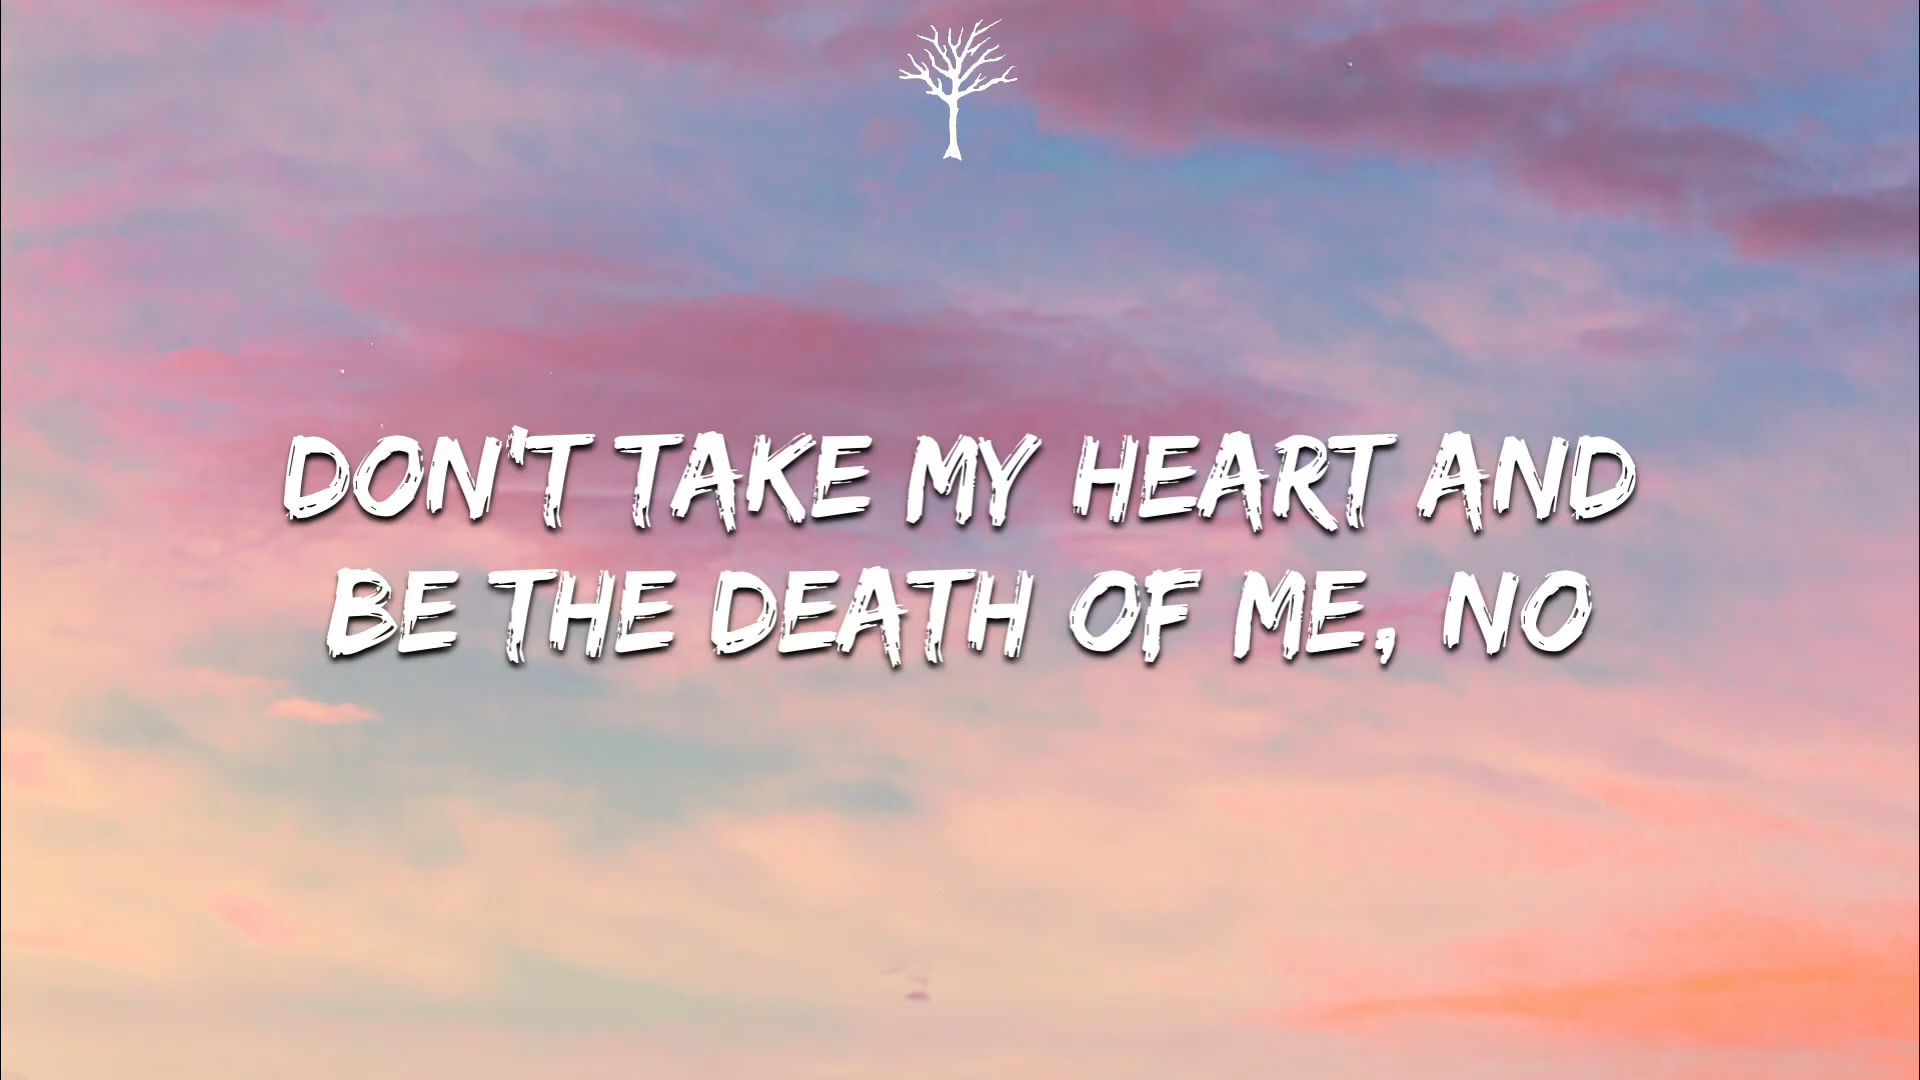 DON'T TAKE MY HEART AND
BE THE DEATH OF ME, NO